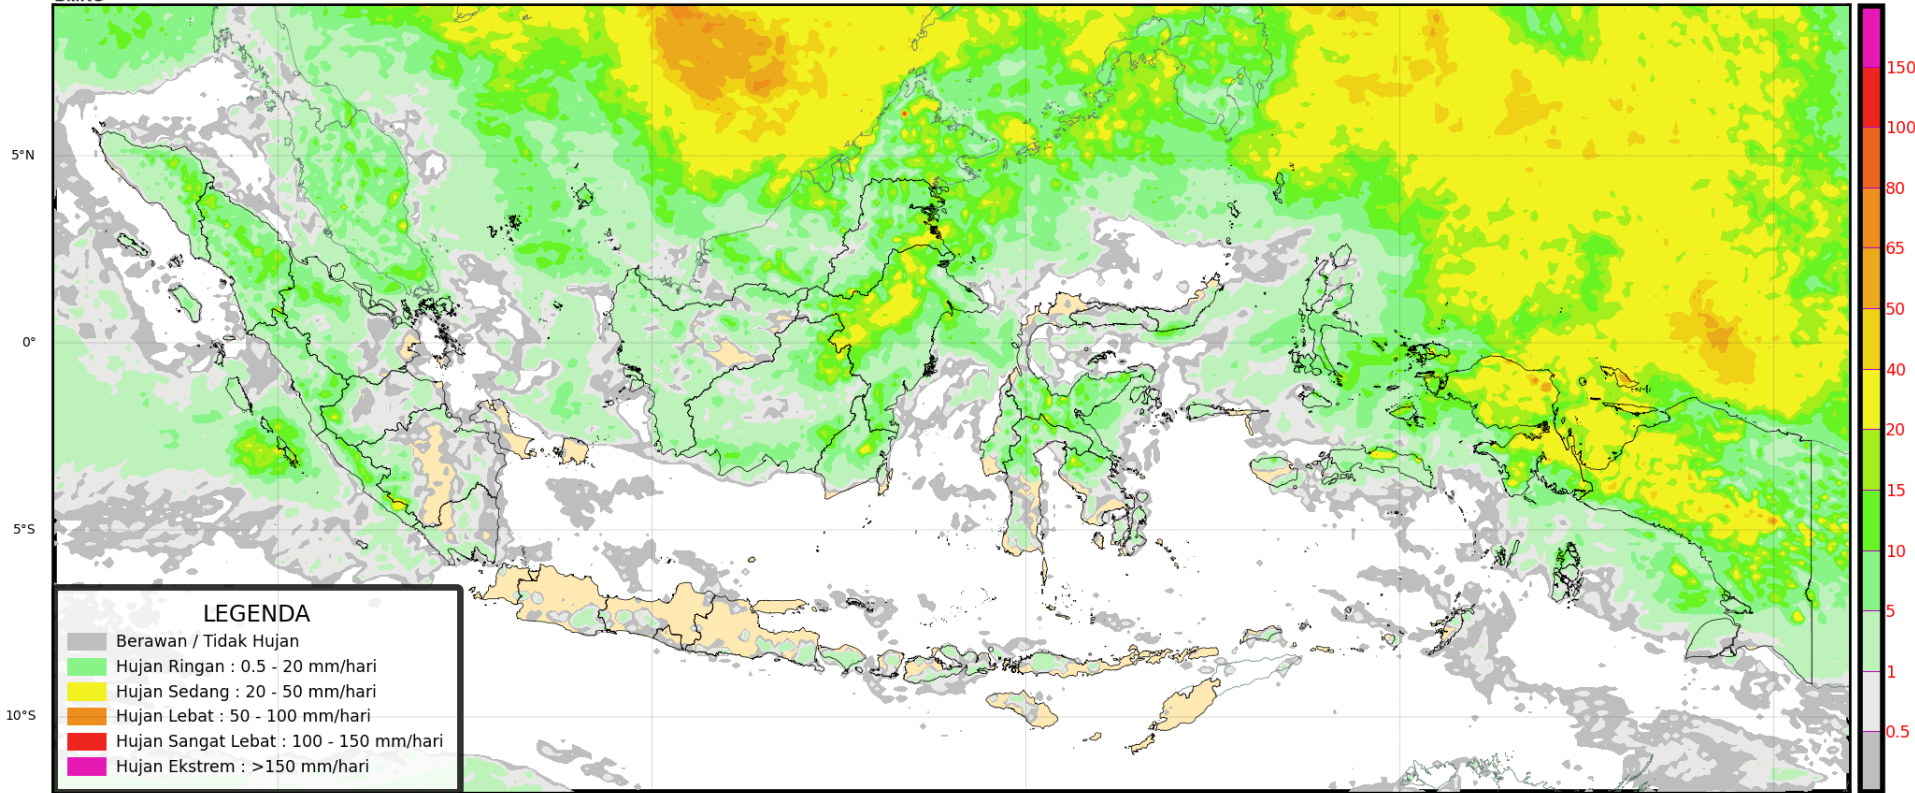 5°N
0°
5°S
10°S
LEGENDA
Berawan / Tidak Hujan
Hujan Ringan : 0.5 - 20 mm/hari
Hujan Sedang : 20 - 50 mm/hari
Hujan Lebat : 50 - 100 mm/hari
Hujan Sangat Lebat : 100 - 150 mm/hari
Hujan Ekstrem : >150 mm/hari
150
100
80
65
50
40
20
15
10
5
1
0.5